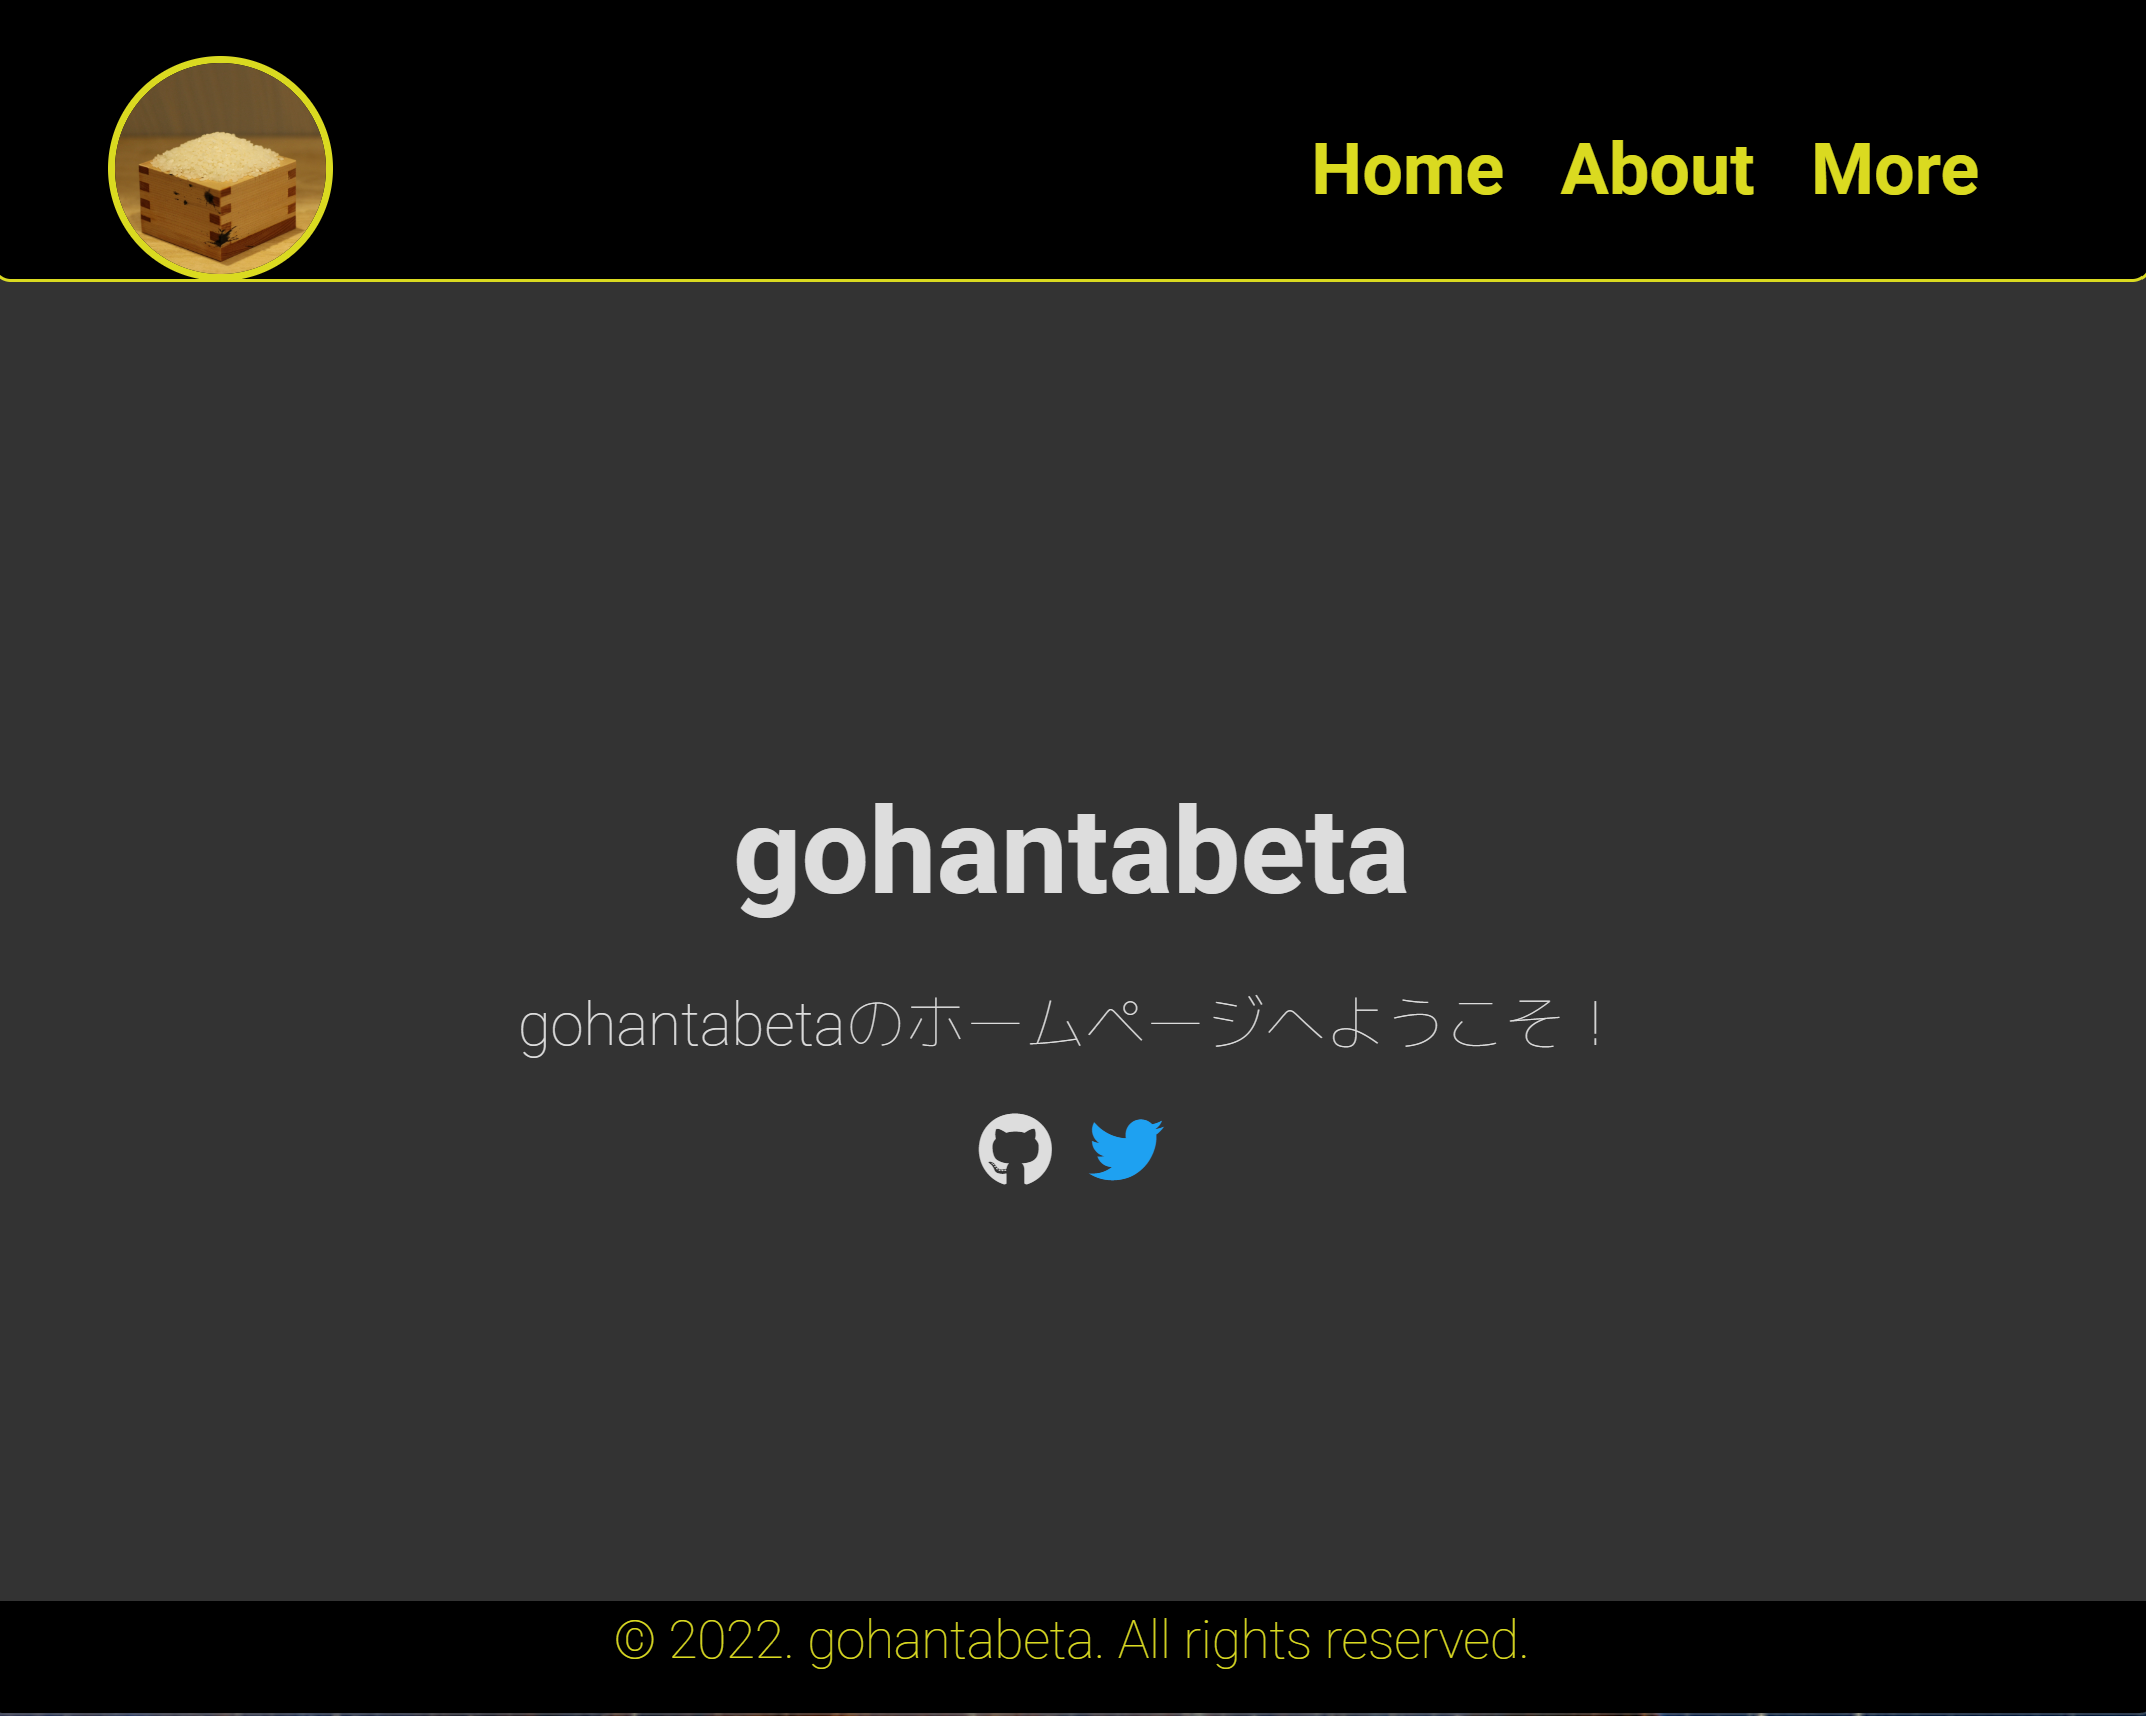 Home About More
gohantabeta
gohantabetaのホームページへようこそ！
© 2022. gohantabeta. All rights reserved.